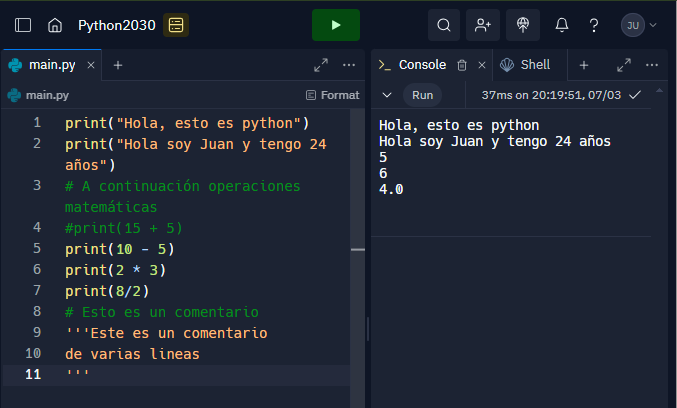 Python2030
JU
main.py
Console
Shell
main.py
Format
Run
37ms on 20:19:51, 07/03
1 print("Hola, esto es python")
2 print("Hola soy Juan y tengo 24
años")
3 # A continuación operaciones
matemáticas
4 #print(15 + 5)
5 print(10 - 5)
6 print(2 * 3)
7 print(8/2)
8 # Esto es un comentario
9 '''Este es un comentario
10 de varias lineas
11 '''
Hola, esto es python
Hola soy Juan y tengo 24 años
5
6
4.0